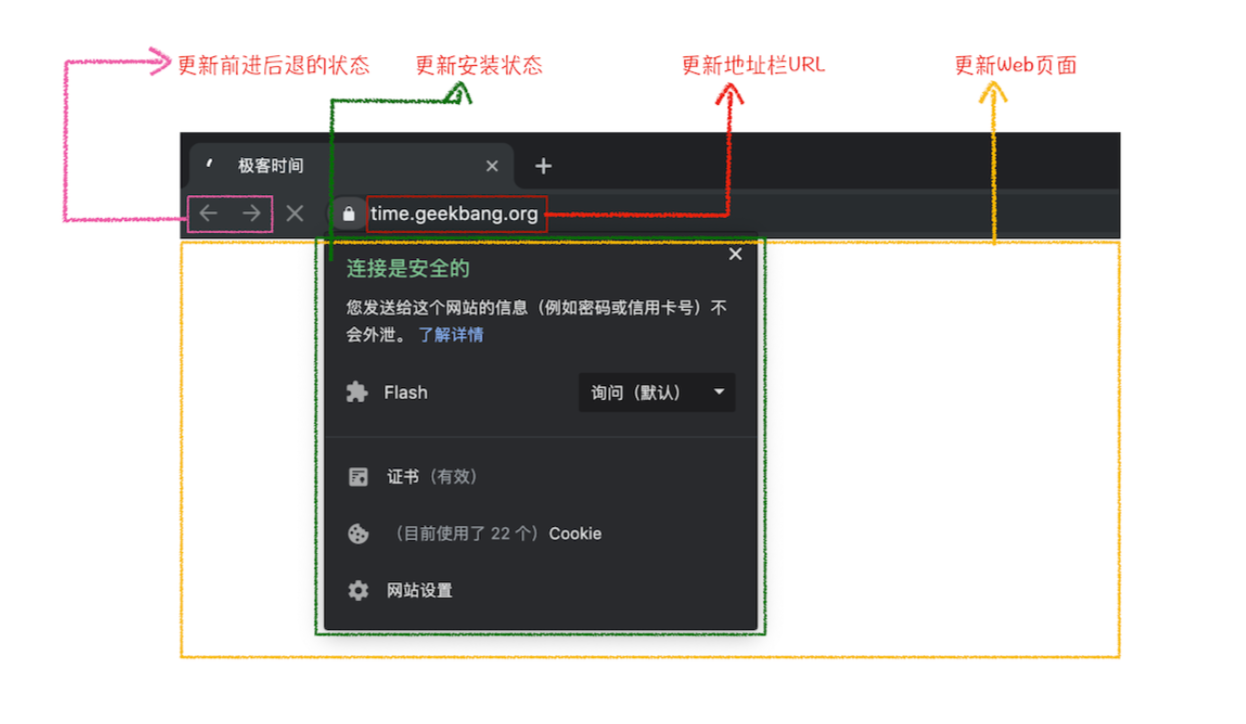 更新前进后退的状态
更新安装状态
更新地址栏URL
更新Web页面
极客时间
time.geekbang.org
连接是安全的
您发送给这个网站的信息（例如密码或信用卡号）不
会外泄。 了解详情
Flash
询问（默认）
证书（有效）
（目前使用了 22 个）Cookie
网站设置